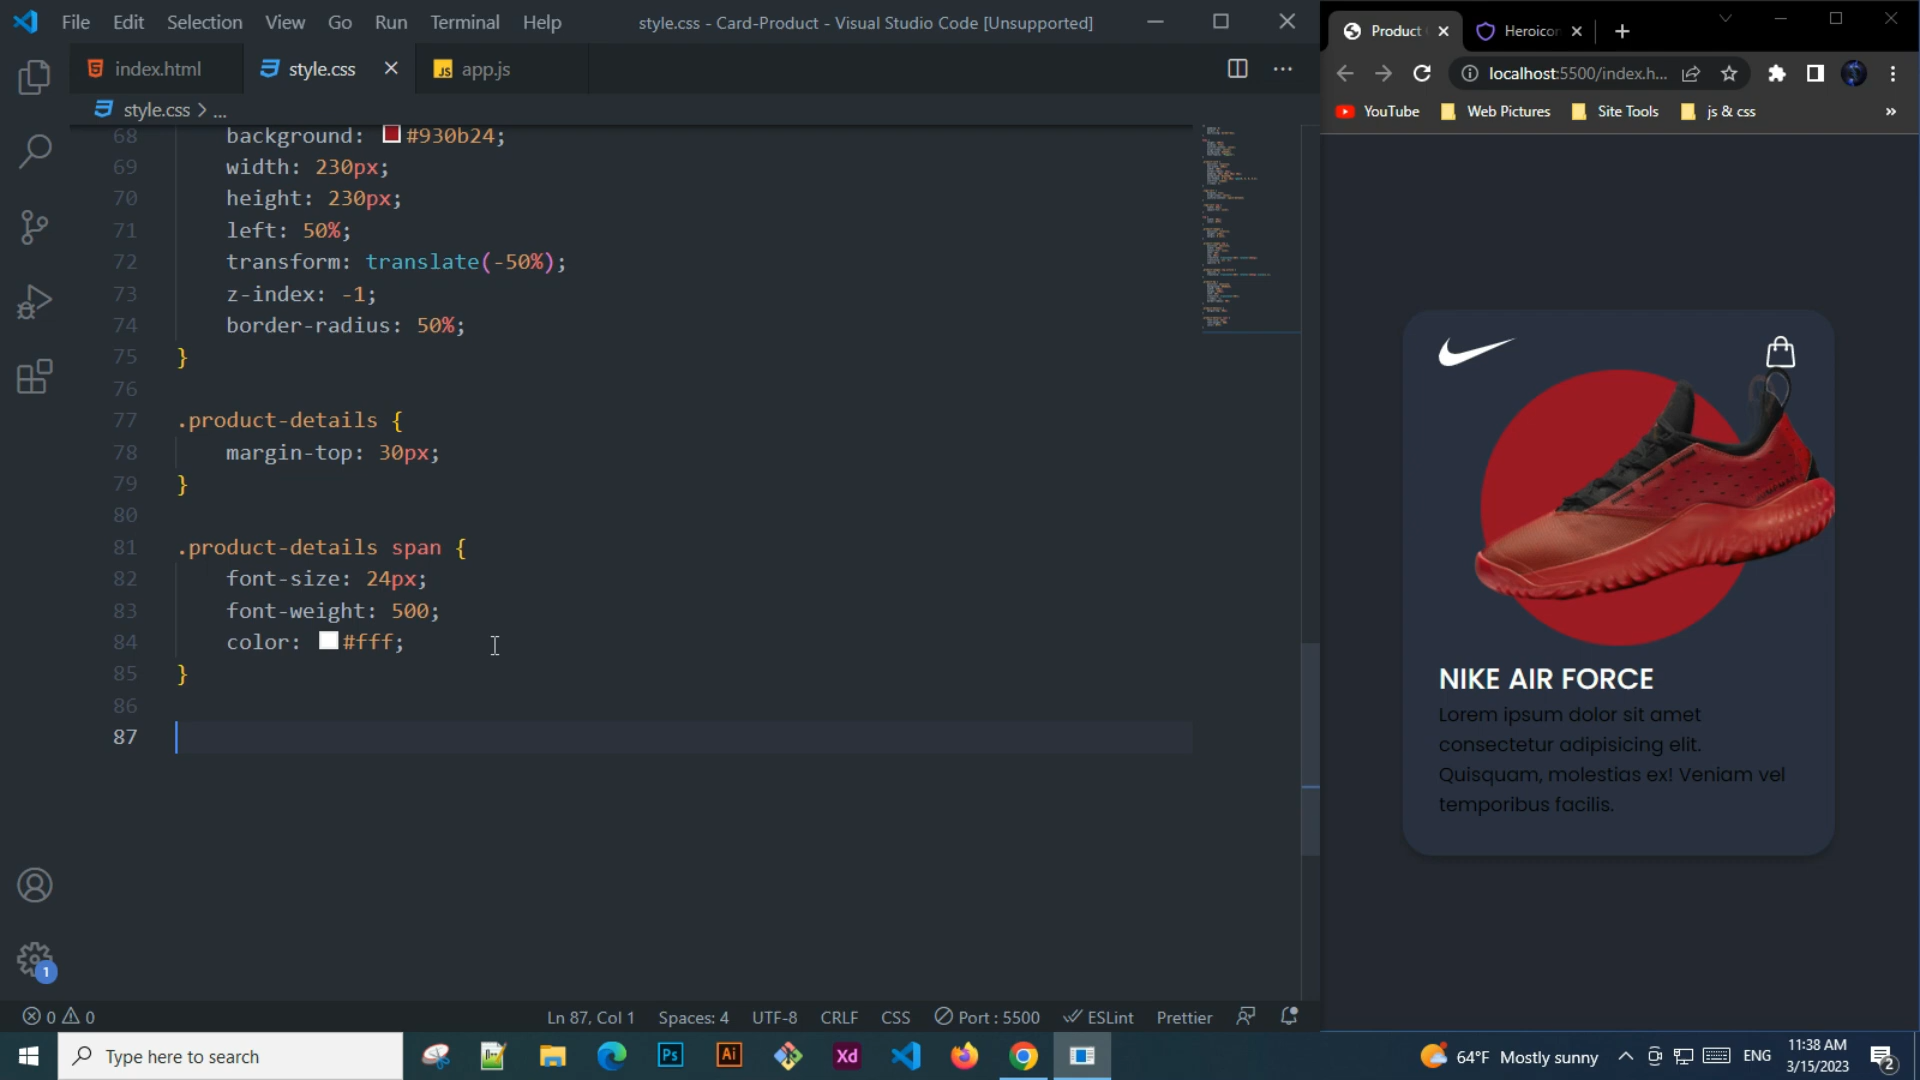 File Edit Selection View Go Run Terminal Help
style.css - Card-Product - Visual Studio Code [Unsupported]
index.html
style.css
JS app.js
style.css > ...
68 background: #930b24;
69 width: 230px;
70 height: 230px;
71 left: 50%;
72 transform: translate(-50%);
73 z-index: -1;
74 border-radius: 50%;
75 }
76
77 .product-details {
78 margin-top: 30px;
79 }
80
81 .product-details span {
82 font-size: 24px;
83 font-weight: 500;
84 color: #fff;
85 }
86
87
1
0 0
Ln 87, Col 1 Spaces: 4 UTF-8 CRLF CSS Port : 5500 ESLint Prettier
Product
Heroicon
localhost:5500/index.h...
YouTube Web Pictures Site Tools js & css »
NIKE AIR FORCE
Lorem ipsum dolor sit amet
consectetur adipisicing elit.
Quisquam, molestias ex! Veniam vel
temporibus facilis.
Type here to search
Ps Ai Xd
64°F Mostly sunny
ENG
11:38 AM
3/15/2023
2